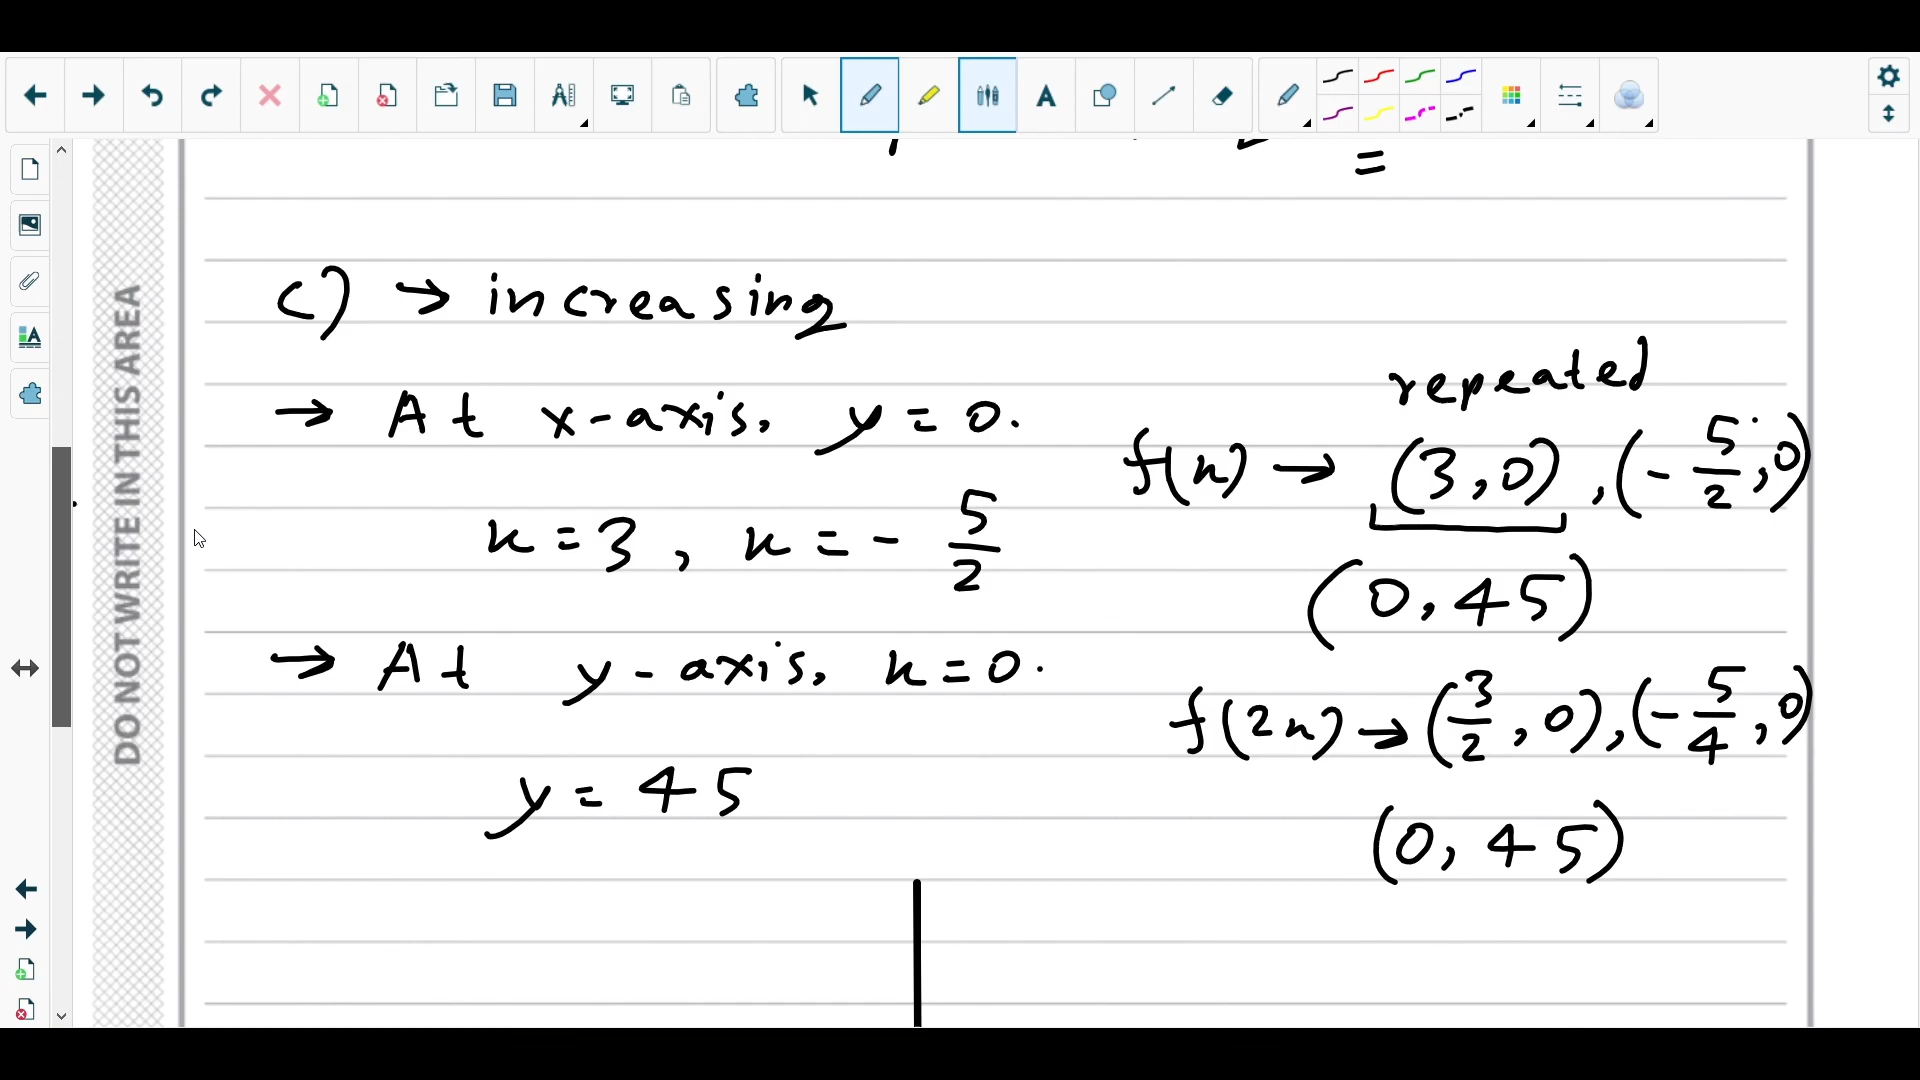 c) → increasing
→ At x-axis, y = 0.
x = 3 , x = - 5/2
→ At y-axis, x = 0.
y = 45
repeated
f(x) → (3,0) , (- 5/2 , 0)
(0, 45)
f(2x) → (3/2 , 0), (- 5/4 , 0)
(0, 45)
DO NOT WRITE IN THIS AREA